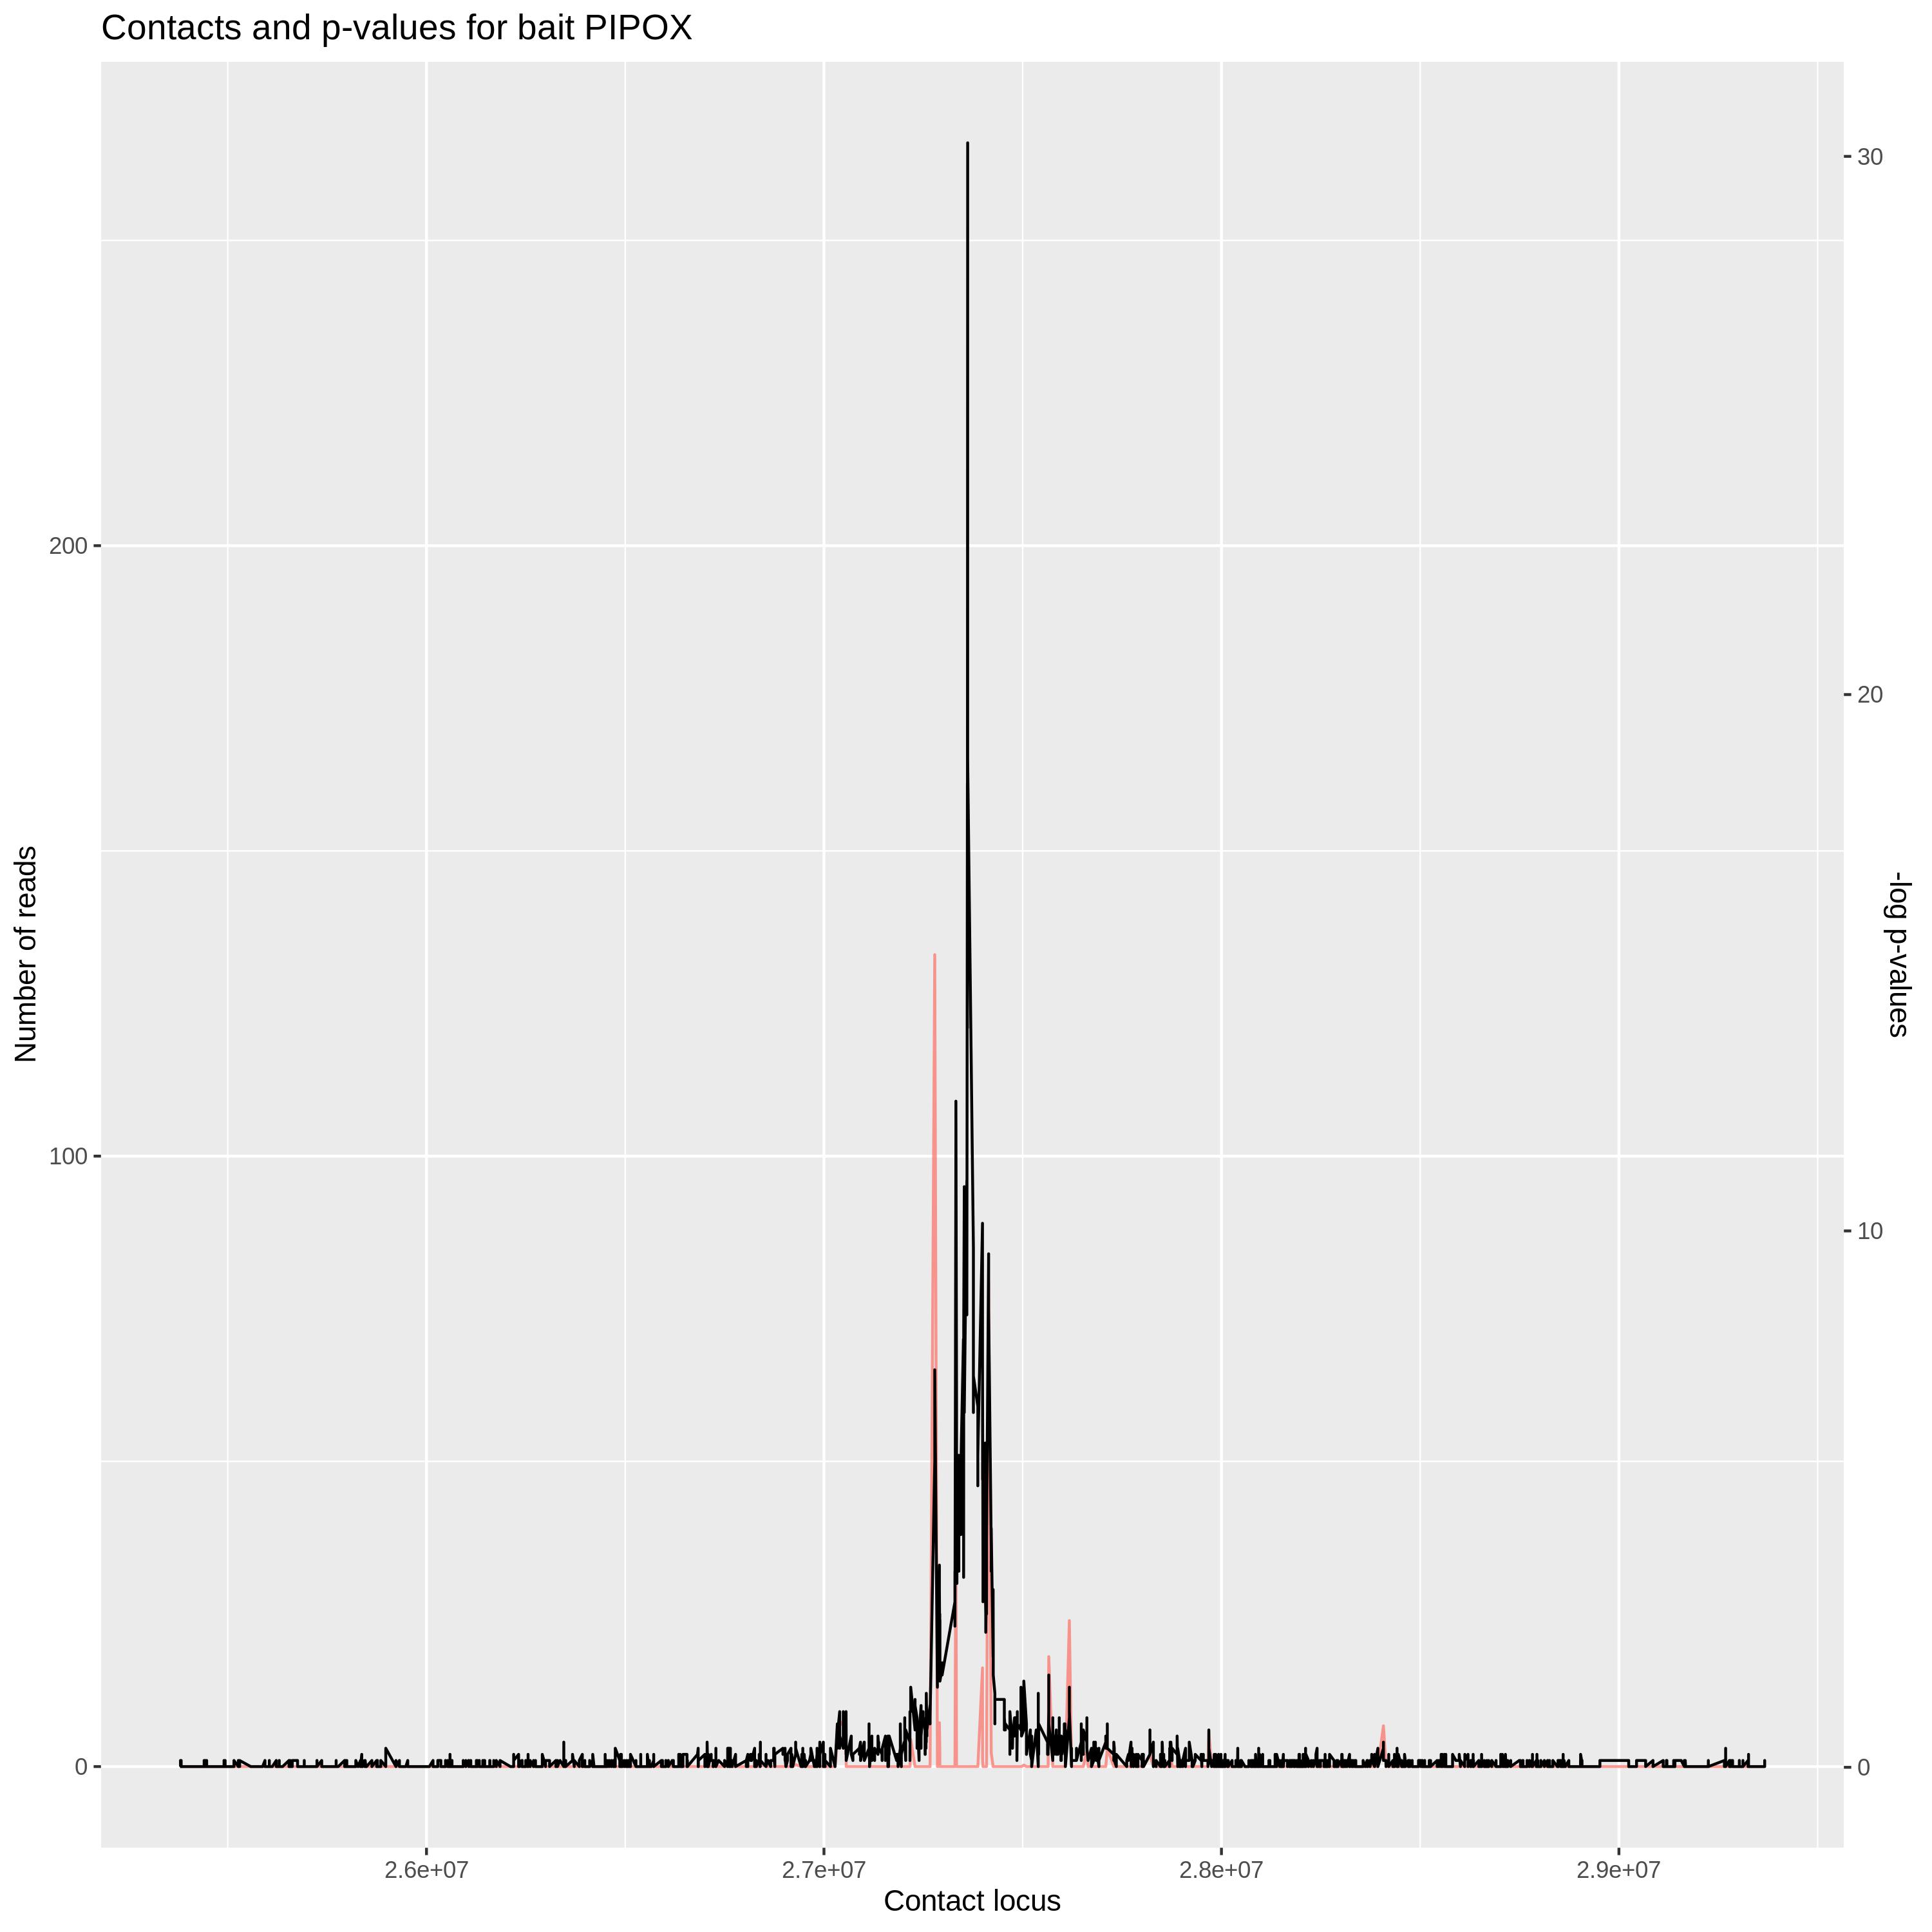 Contacts and p-values for bait PIPOX
Number of reads
200
100
0
30
20
10
0
-log p-values
2.6e+07
2.7e+07
2.8e+07
2.9e+07
Contact locus